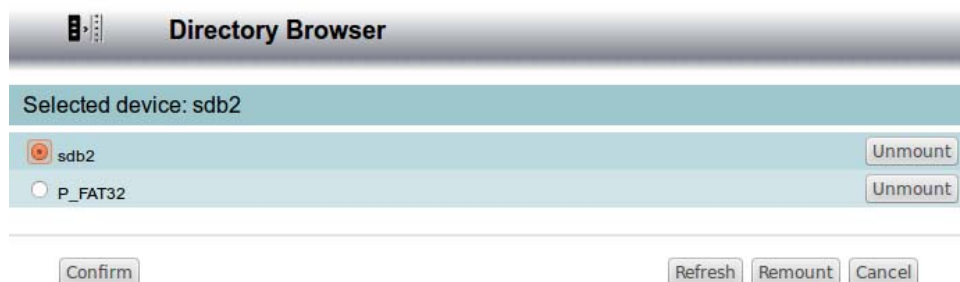 Directory Browser
Selected device: sdb2
sdb2 Unmount
P_FAT32 Unmount
Confirm Refresh Remount Cancel